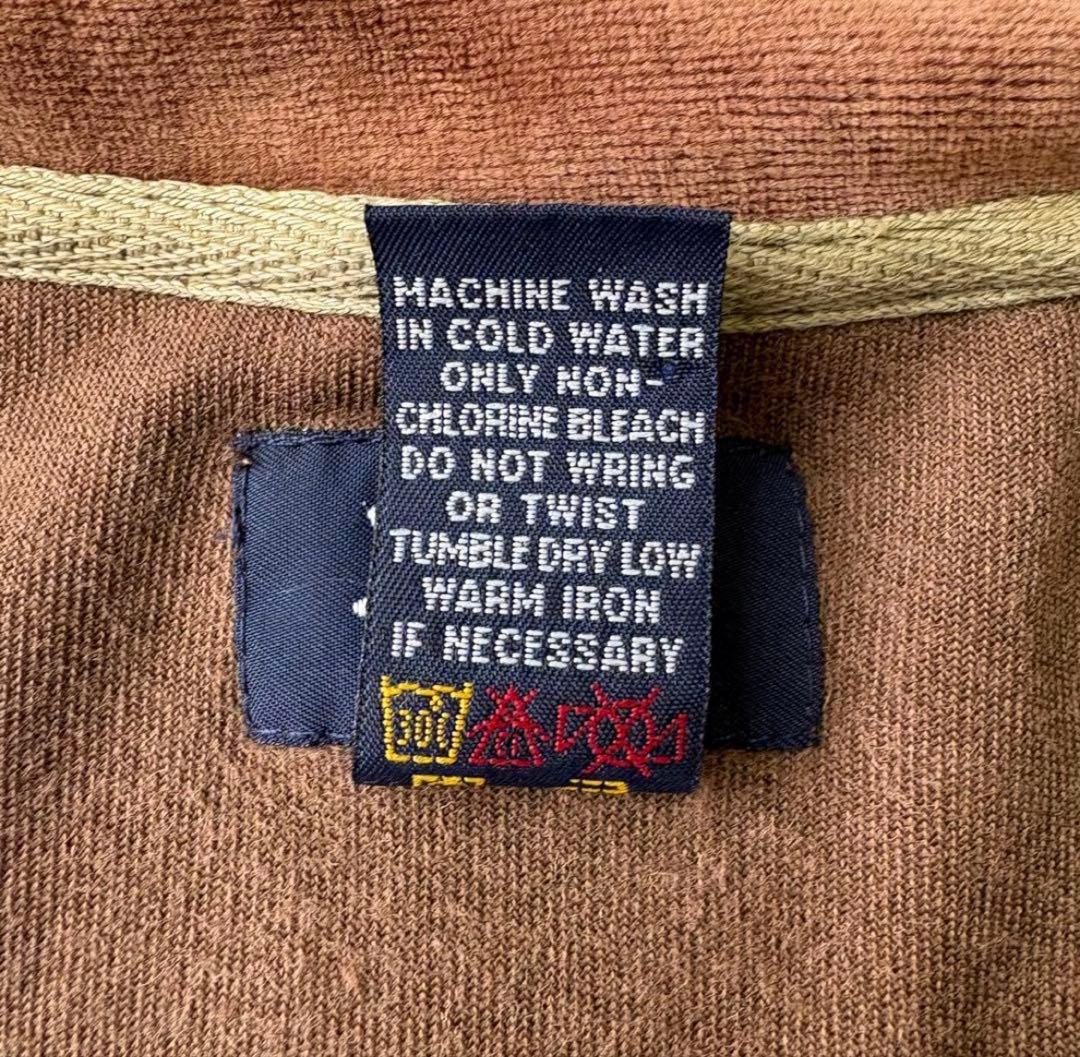 MACHINE WASH
IN COLD WATER
ONLY NON-
CHLORINE BLEACH
DO NOT WRING
OR TWIST
TUMBLE DRY LOW
WARM IRON
IF NECESSARY